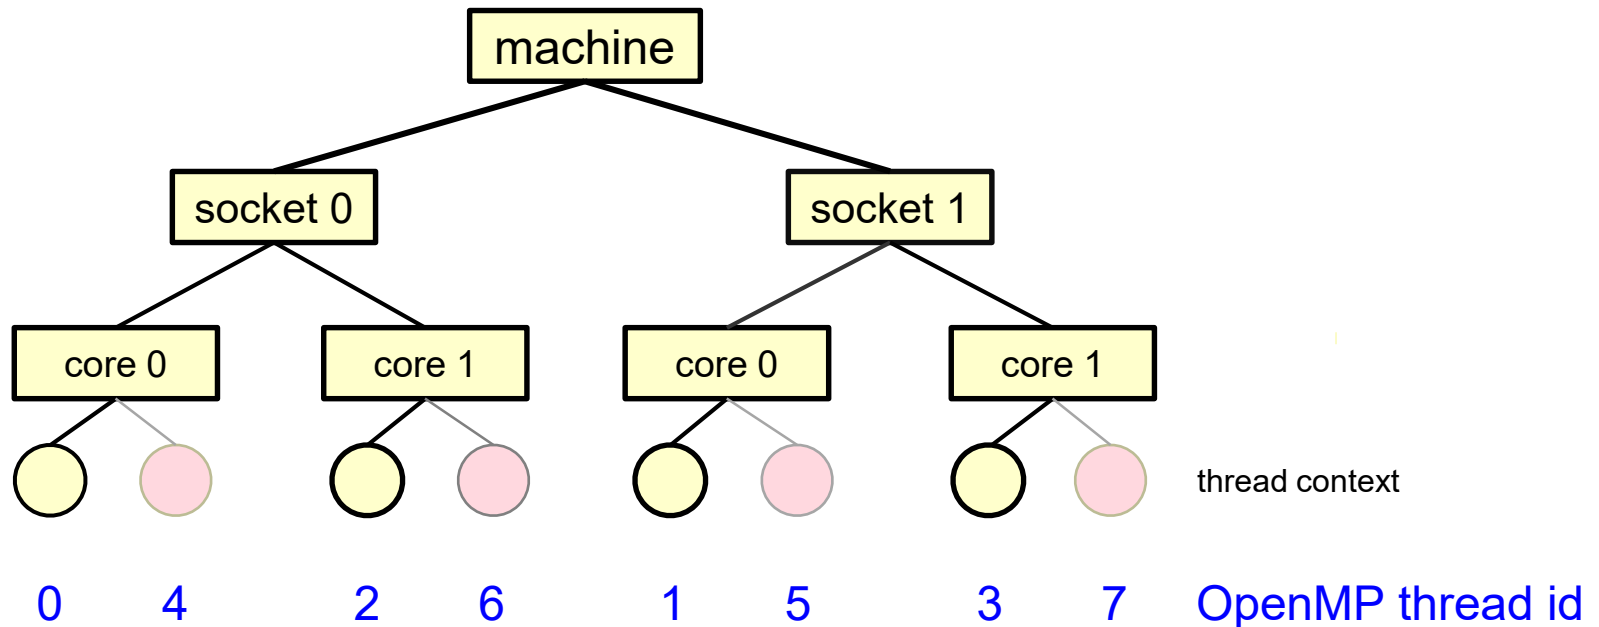 machine
socket 0 socket 1
core 0 core 1 core 0 core 1
thread context
0 4 2 6 1 5 3 7 OpenMP thread id